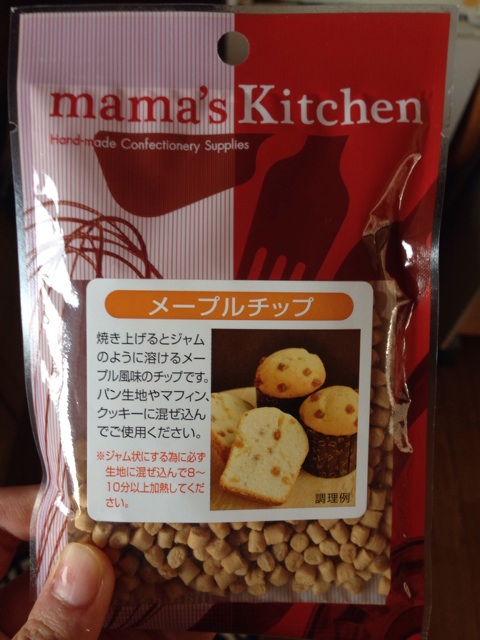 mama's Kitchen
Hand-made Confectionery Supplies
メープルチップ
焼き上げるとジャム
のように溶けるメー
プル風味のチップです。
パン生地やマフィン、
クッキーに混ぜ込ん
でご使用ください。
※ジャム状にする為に必ず
生地に混ぜ込んで8〜
10分以上加熱してくだ
さい。
調理例